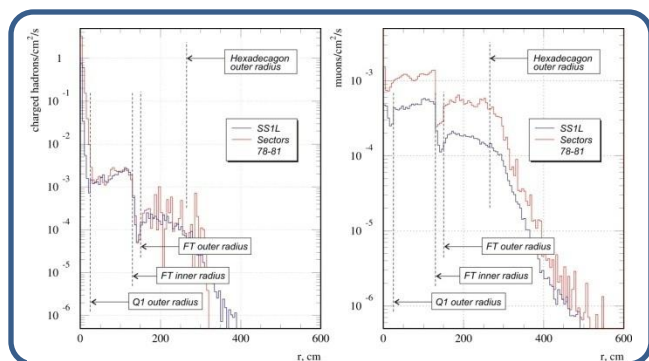 charged hadrons/cm²/s
1
10⁻¹
10⁻²
10⁻³
10⁻⁴
10⁻⁵
10⁻⁶
Hexadecagon
outer radius
SS1L
Sectors
78-81
FT outer radius
FT inner radius
Q1 outer radius
0
200
400
600
r, cm
muons/cm²/s
10⁻³
10⁻⁴
10⁻⁵
10⁻⁶
Hexadecagon
outer radius
SS1L
Sectors
78-81
FT outer radius
FT inner radius
Q1 outer radius
0
200
400
600
r, cm